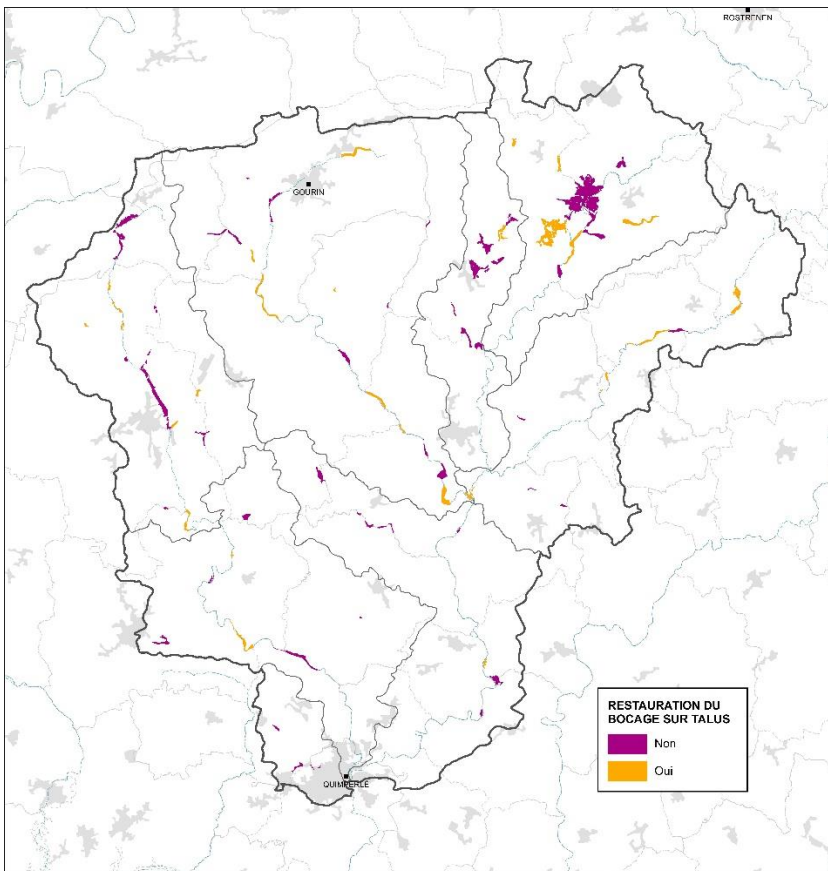 ROSTRENEN
GOURIN
RESTAURATION DU
BOCAGE SUR TALUS
Non
Oui
QUIMPERLE